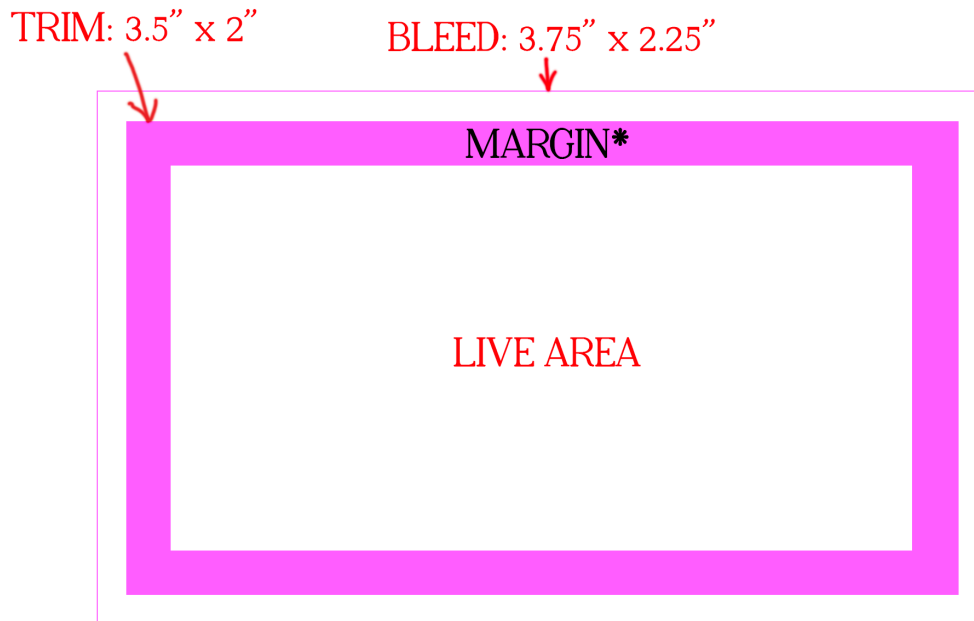 TRIM: 3.5” x 2”
BLEED: 3.75” x 2.25”
MARGIN*
LIVE AREA